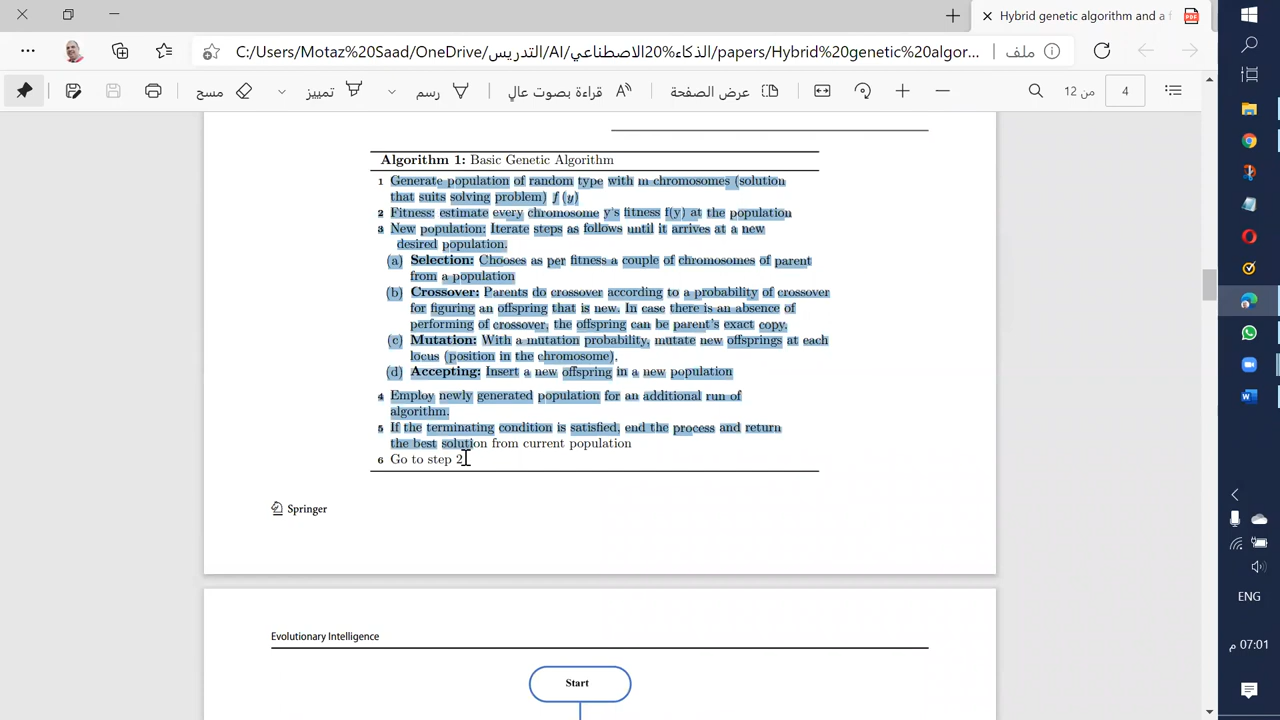 Hybrid genetic algorithm and a f
C:/Users/Motaz%20Saad/OneDrive/التدريس/AI/الذكاء%20الاصطناعي/papers/Hybrid%20genetic%20algor...
ملف
مسح
تمييز
رسم
قراءة بصوت عال
عرض الصفحة
من 12
4
Algorithm 1: Basic Genetic Algorithm
1 Generate population of random type with m chromosomes (solution
that suits solving problem) f (y)
2 Fitness: estimate every chromosome y's fitness f(y) at the population
3 New population: Iterate steps as follows until it arrives at a new
desired population.
(a) Selection: Chooses as per fitness a couple of chromosomes of parent
from a population
(b) Crossover: Parents do crossover according to a probability of crossover
for figuring an offspring that is new. In case there is an absence of
performing of crossover, the offspring can be parent's exact copy.
(c) Mutation: With a mutation probability, mutate new offsprings at each
locus (position in the chromosome).
(d) Accepting: Insert a new offspring in a new population
4 Employ newly generated population for an additional run of
algorithm.
5 If the terminating condition is satisfied, end the process and return
the best solution from current population
6 Go to step 2
Springer
Evolutionary Intelligence
Start
ENG
07:01 م